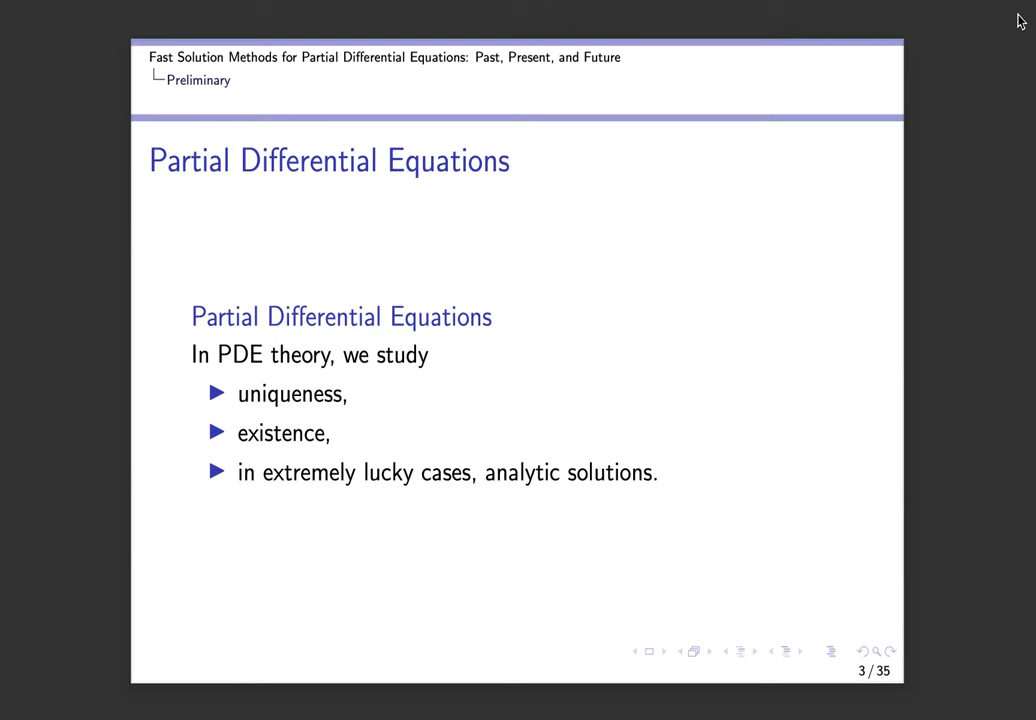 Fast Solution Methods for Partial Differential Equations: Past, Present, and Future
Preliminary
Partial Differential Equations
Partial Differential Equations
In PDE theory, we study
uniqueness,
existence,
in extremely lucky cases, analytic solutions.
3 / 35